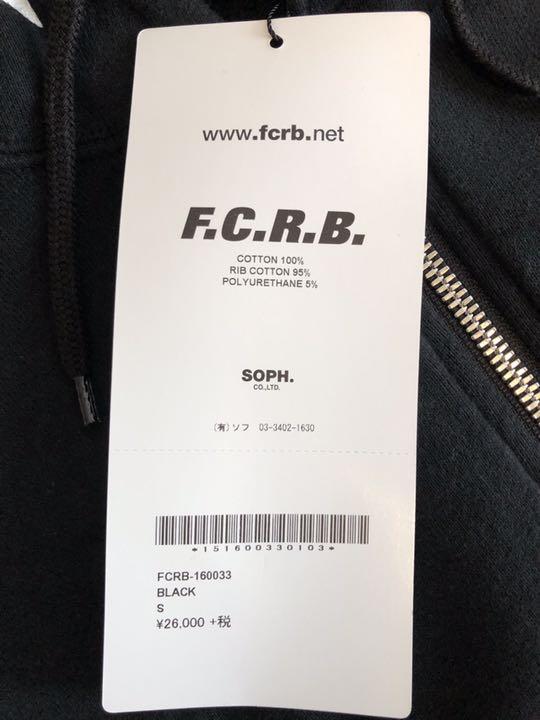 www.fcrb.net
F.C.R.B.
COTTON 100%
RIB COTTON 95%
POLYURETHANE 5%
SOPH.
CO.,LTD.
(有)ソフ 03-3402-1630
*151600330103*
FCRB-160033
BLACK
S
¥26,000 +税